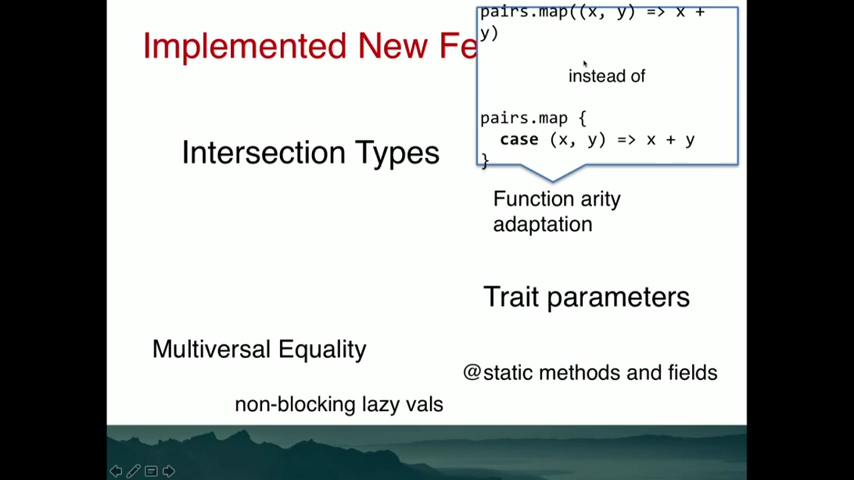 Implemented New Fe
pairs.map((x, y) => x +
y)
instead of
pairs.map {
case (x, y) => x + y
}
Intersection Types
Function arity
adaptation
Trait parameters
Multiversal Equality
@static methods and fields
non-blocking lazy vals